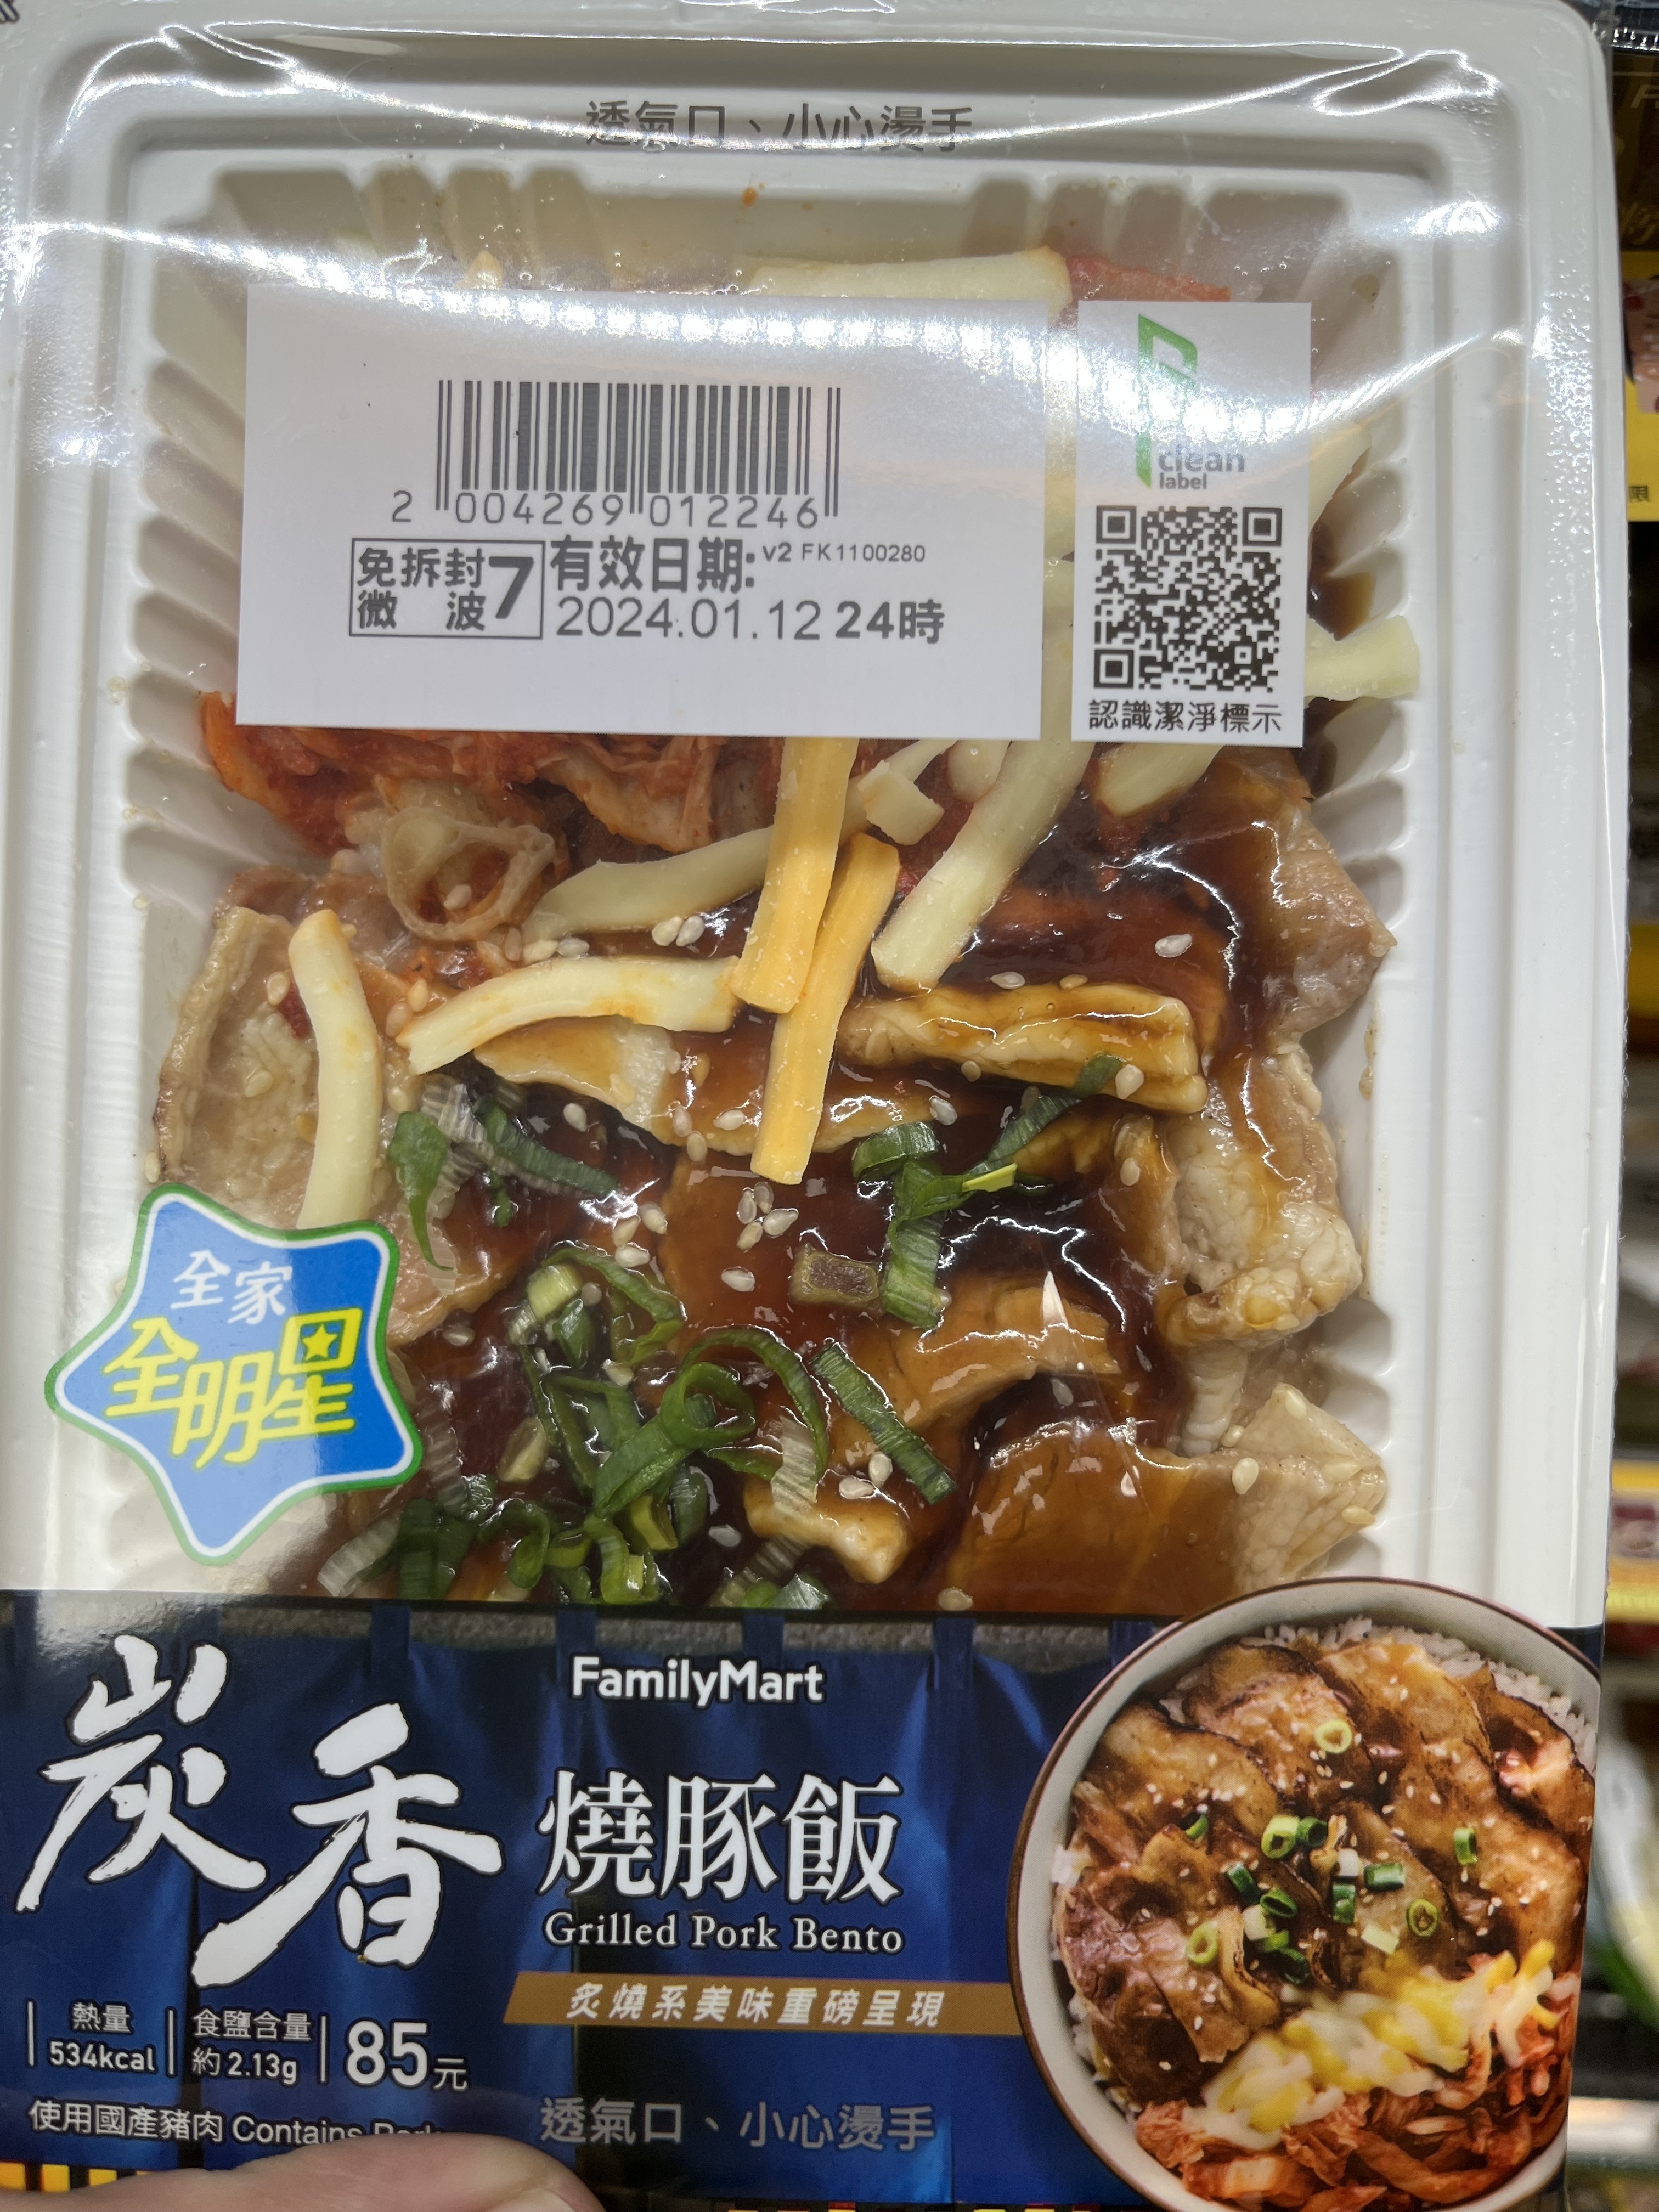 透氣口、小心燙手
2 004269 012246
免拆封
微 波 7
有效日期: v2 FK1100280
2024.01.12 24時
clean
label
認識潔淨標示
全家
全明星
FamilyMart
炭香
燒豚飯
Grilled Pork Bento
炙燒系美味重磅呈現
熱量
534kcal
食鹽含量
約2.13g
85元
使用國產豬肉 Contains Pork
透氣口、小心燙手